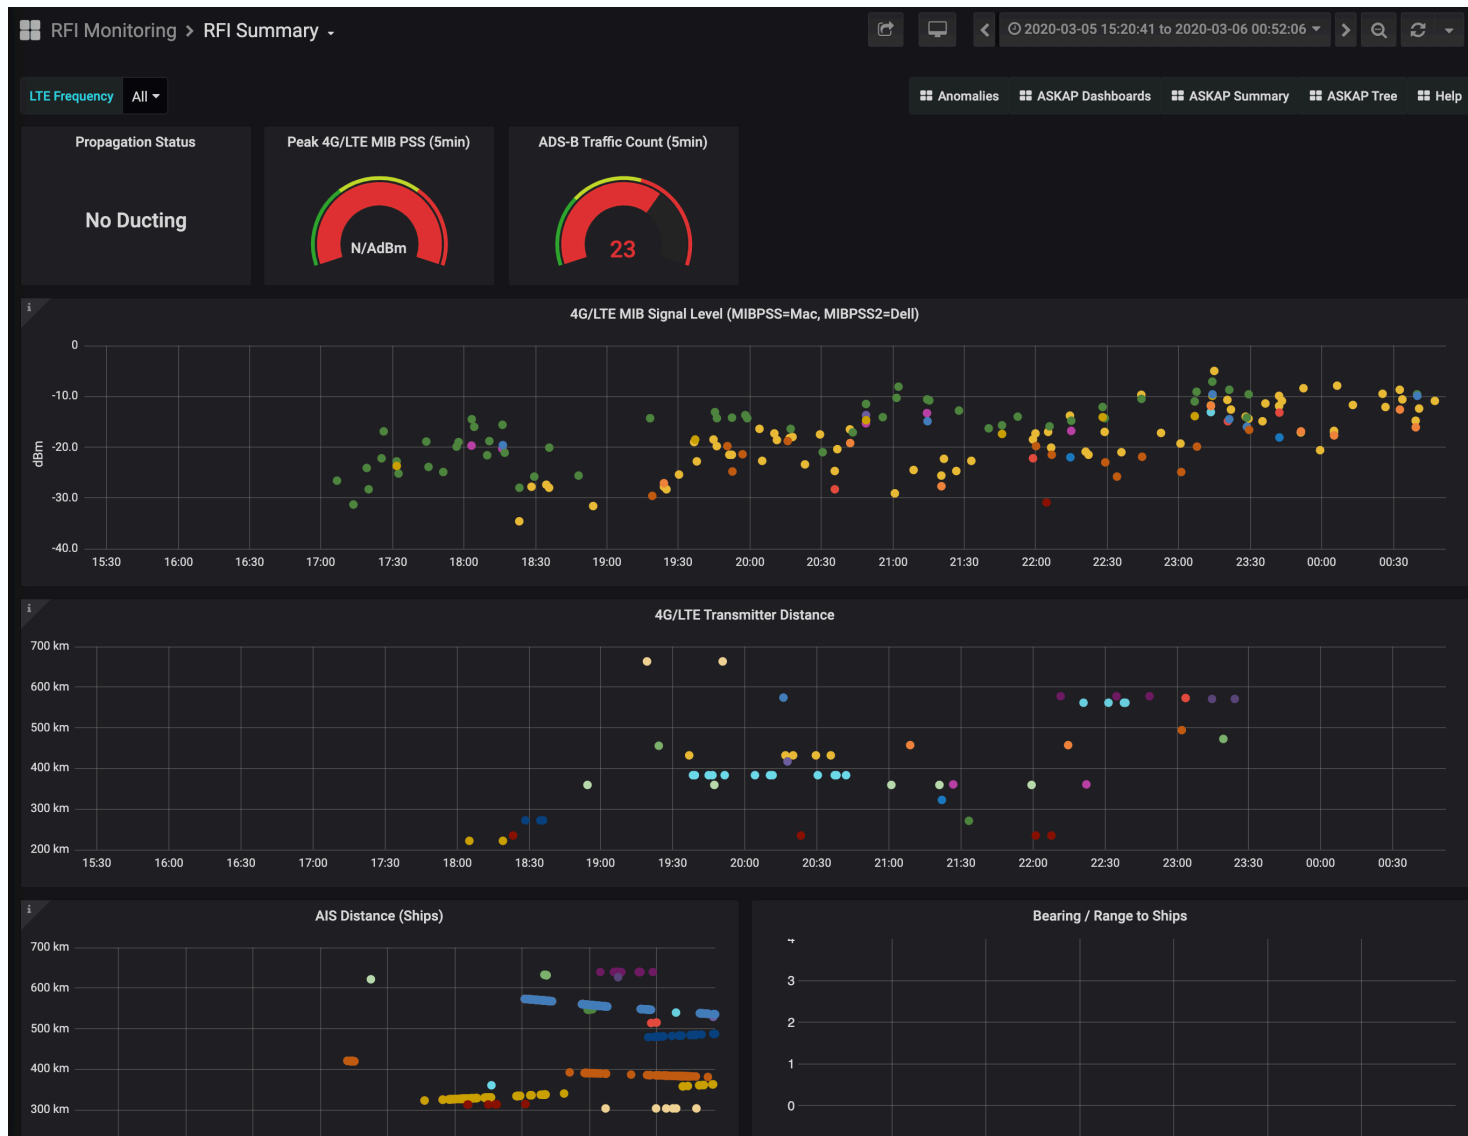 RFI Monitoring > RFI Summary
2020-03-05 15:20:41 to 2020-03-06 00:52:06
LTE Frequency All
Anomalies ASKAP Dashboards ASKAP Summary ASKAP Tree Help
Propagation Status
No Ducting
Peak 4G/LTE MIB PSS (5min)
N/AdBm
ADS-B Traffic Count (5min)
23
4G/LTE MIB Signal Level (MIBPSS=Mac, MIBPSS2=Dell)
dBm
0
-10.0
-20.0
-30.0
-40.0
15:30 16:00 16:30 17:00 17:30 18:00 18:30 19:00 19:30 20:00 20:30 21:00 21:30 22:00 22:30 23:00 23:30 00:00 00:30
4G/LTE Transmitter Distance
700 km
600 km
500 km
400 km
300 km
200 km
15:30 16:00 16:30 17:00 17:30 18:00 18:30 19:00 19:30 20:00 20:30 21:00 21:30 22:00 22:30 23:00 23:30 00:00 00:30
AIS Distance (Ships)
700 km
600 km
500 km
400 km
300 km
Bearing / Range to Ships
4
3
2
1
0